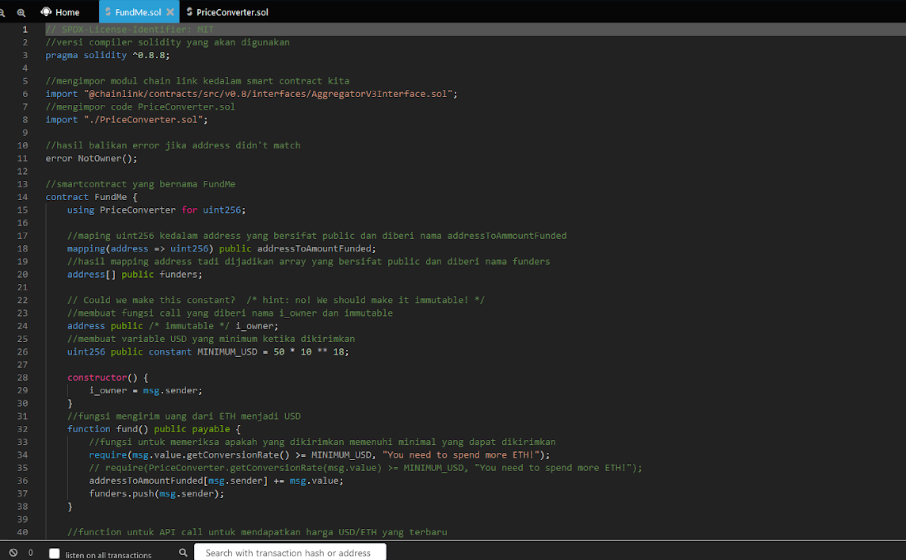 Home FundMe.sol PriceConverter.sol
1 // SPDX-License-Identifier: MIT
2 //versi compiler solidity yang akan digunakan
3 pragma solidity ^0.8.8;
4
5 //mengimpor modul chain link kedalam smart contract kita
6 import "@chainlink/contracts/src/v0.8/interfaces/AggregatorV3Interface.sol";
7 //mengimpor code PriceConverter.sol
8 import "./PriceConverter.sol";
9
10 //hasil balikan error jika address didn't match
11 error NotOwner();
12
13 //smartcontract yang bernama FundMe
14 contract FundMe {
15 using PriceConverter for uint256;
16
17 //maping uint256 kedalam address yang bersifat public dan diberi nama addressToAmmountFunded
18 mapping(address => uint256) public addressToAmountFunded;
19 //hasil mapping address tadi dijadikan array yang bersifat public dan diberi nama funders
20 address[] public funders;
21
22 // Could we make this constant? /* hint: no! We should make it immutable! */
23 //membuat fungsi call yang diberi nama i_owner dan immutable
24 address public /* immutable */ i_owner;
25 //membuat variable USD yang minimum ketika dikirimkan
26 uint256 public constant MINIMUM_USD = 50 * 10 ** 18;
27
28 constructor() {
29 i_owner = msg.sender;
30 }
31 //fungsi mengirim uang dari ETH menjadi USD
32 function fund() public payable {
33 //fungsi untuk memeriksa apakah yang dikirimkan memenuhi minimal yang dapat dikirimkan
34 require(msg.value.getConversionRate() >= MINIMUM_USD, "You need to spend more ETH!");
35 // require(PriceConverter.getConversionRate(msg.value) >= MINIMUM_USD, "You need to spend more ETH!");
36 addressToAmountFunded[msg.sender] += msg.value;
37 funders.push(msg.sender);
38 }
39
40 //function untuk API call untuk mendapatkan harga USD/ETH yang terbaru
0 listen on all transactions Search with transaction hash or address